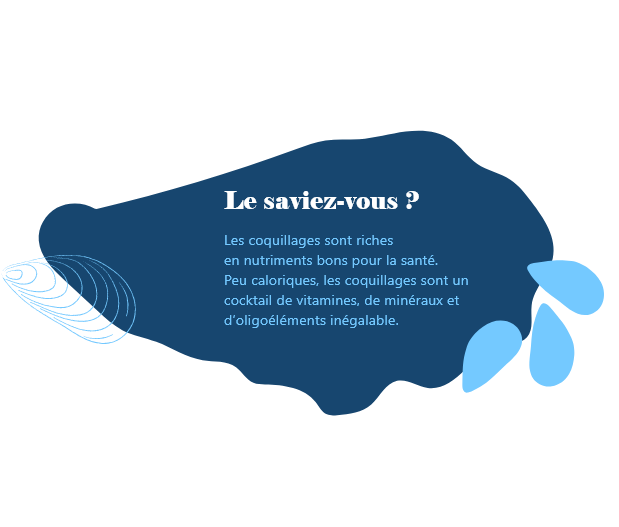 Le saviez-vous ?
Les coquillages sont riches
en nutriments bons pour la santé.
Peu caloriques, les coquillages sont un
cocktail de vitamines, de minéraux et
d’oligoéléments inégalable.